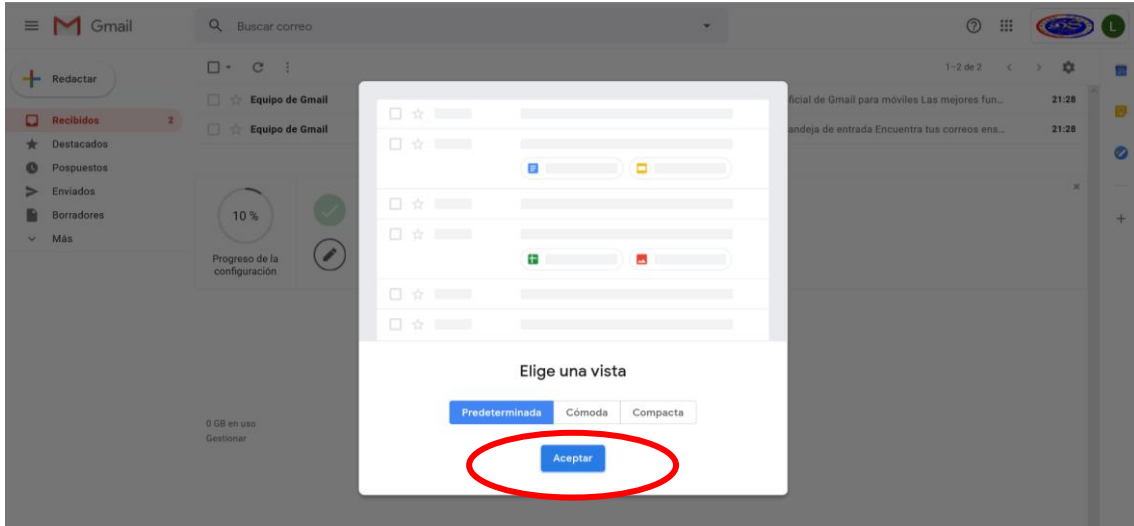 Gmail
Buscar correo
L
Redactar
1–2 de 2
Equipo de Gmail
ficial de Gmail para móviles Las mejores fun...
21:28
Recibidos 2
Equipo de Gmail
andeja de entrada Encuentra tus correos ens...
21:28
Destacados
Pospuestos
Enviados
Borradores
Más
10 %
Progreso de la
configuración
Elige una vista
Predeterminada Cómoda Compacta
0 GB en uso
Gestionar
Aceptar